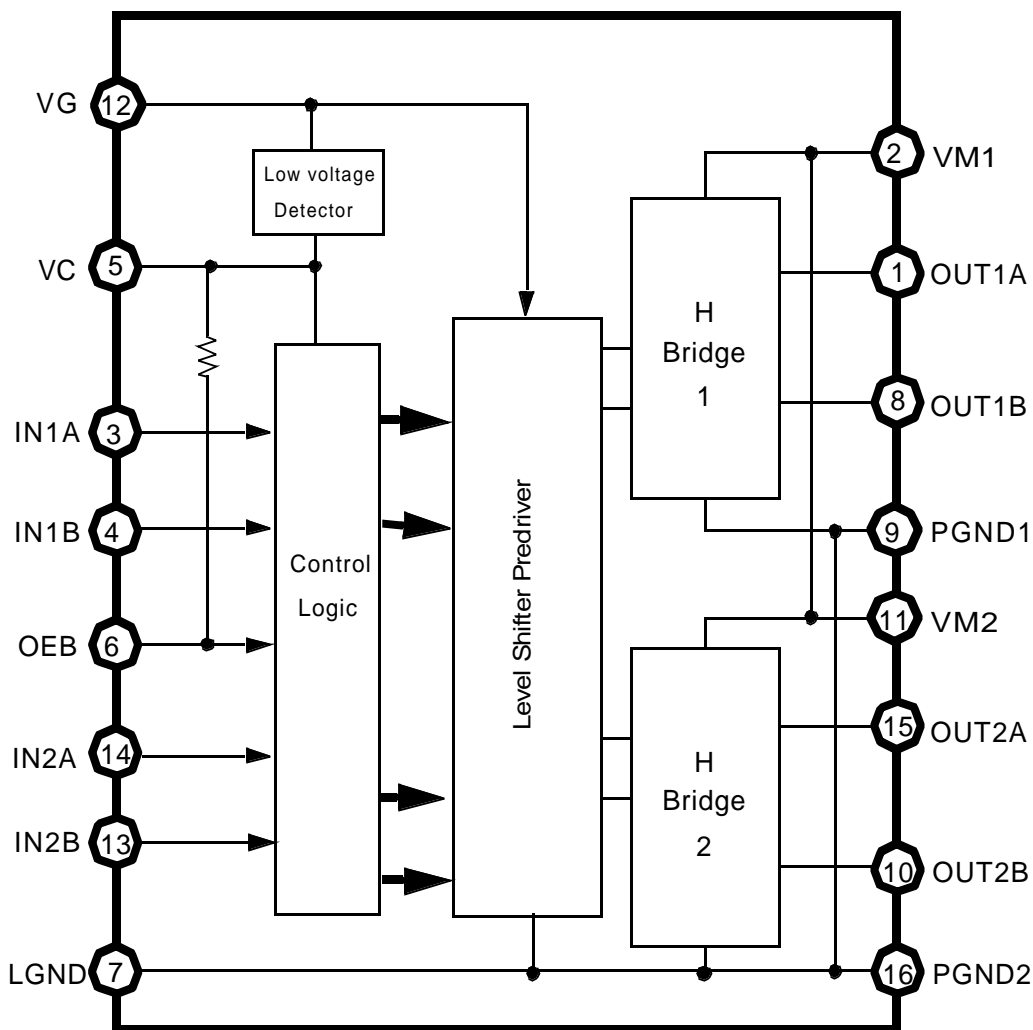 VG
12
VC
5
IN1A
3
IN1B
4
OEB
6
IN2A
14
IN2B
13
LGND
7
Low voltage
Detector
Control
Logic
Level Shifter Predriver
H
Bridge
1
H
Bridge
2
2
VM1
1
OUT1A
8
OUT1B
9
PGND1
11
VM2
15
OUT2A
10
OUT2B
16
PGND2